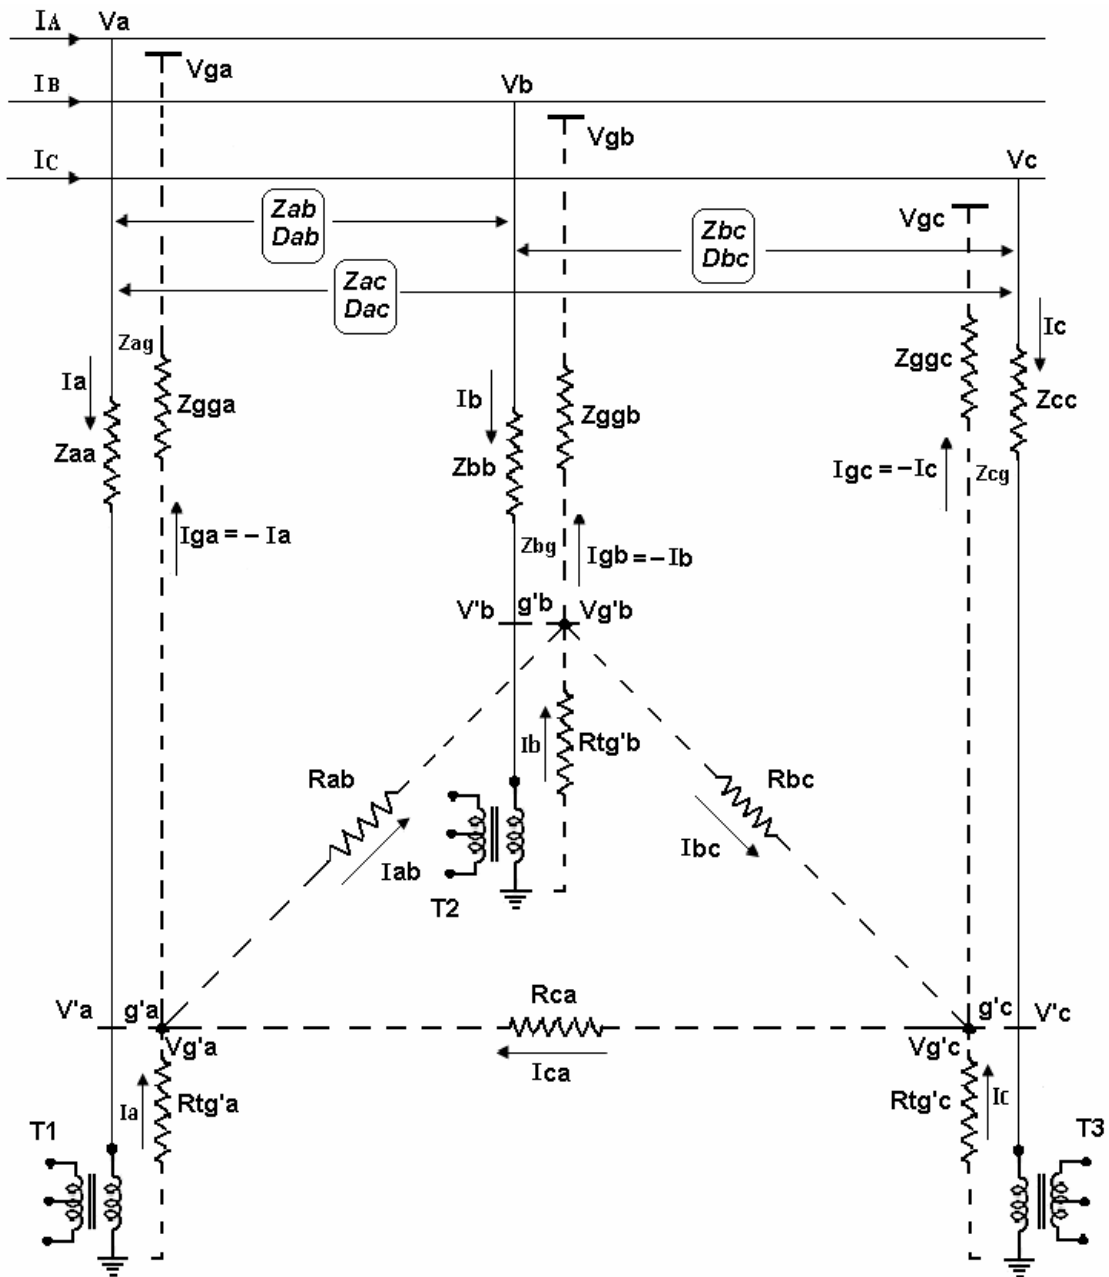 IA
Va
Vga
IB
Vb
Vgb
IC
Vc
Zab
Dab
Vgc
Zbc
Dbc
Zac
Dac
Zag
Ic
Zggc
Ia
Zgga
Ib
Zggb
Zcc
Zaa
Zbb
Igc = – Ic
Zcg
Iga = – Ia
Zbg
Igb = – Ib
V'b
g'b
Vg'b
Ib
Rtg'b
Rab
Rbc
Iab
Ibc
T2
Rca
V'a
g'a
g'c
V'c
Vg'a
Vg'c
Ica
Ia
Rtg'a
Rtg'c
Ic
T1
T3